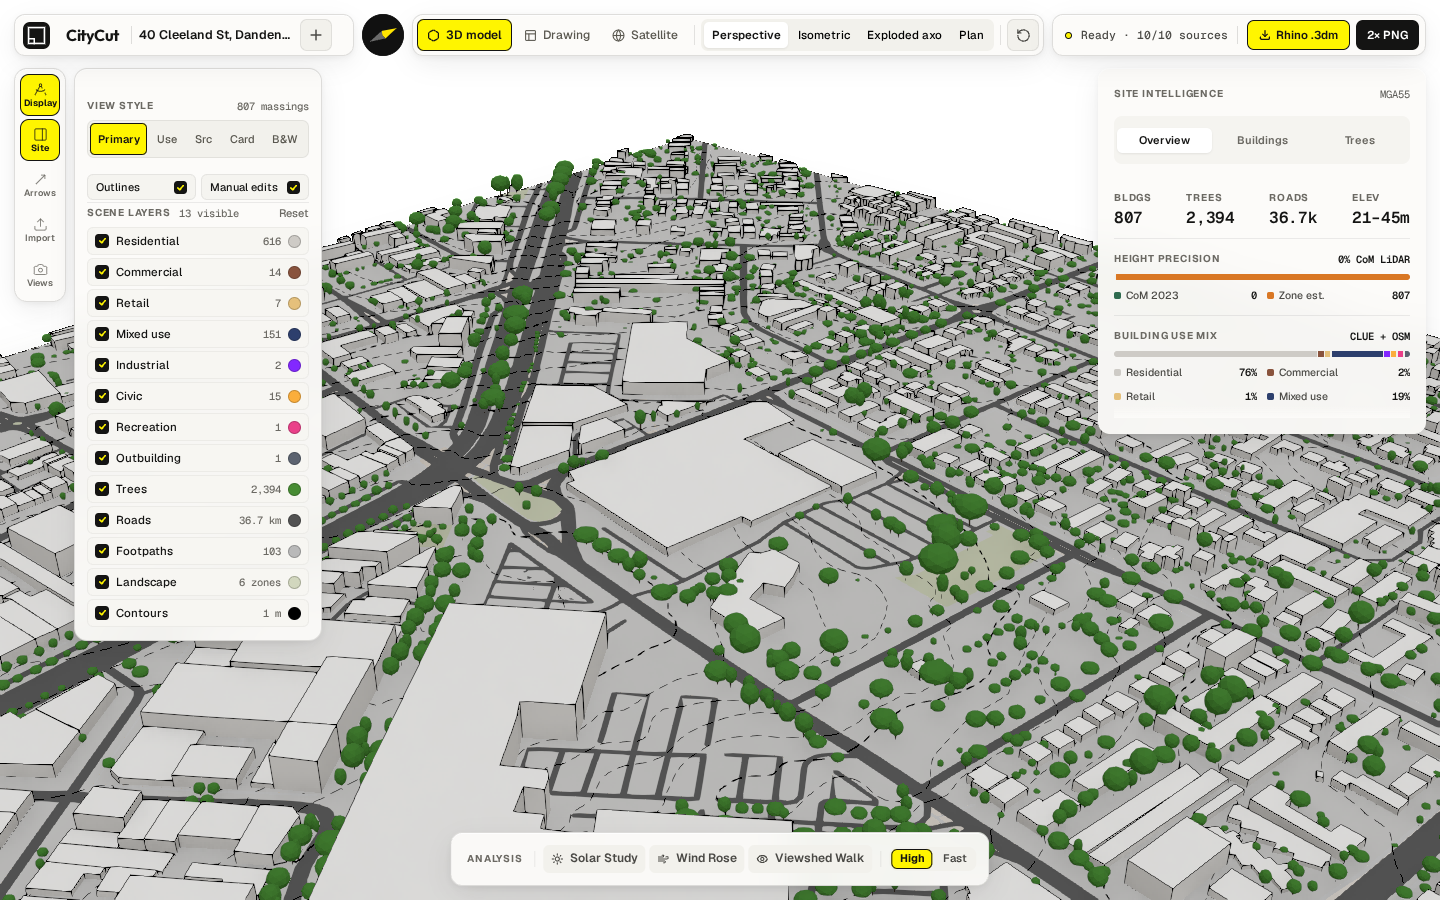 CityCut
40 Cleeland St, Danden...
3D model
Drawing
Satellite
Perspective
Isometric
Exploded axo
Plan
Ready · 10/10 sources
Rhino .3dm
2× PNG
Display
Site
Arrows
Import
Views
VIEW STYLE 807 massings
Primary Use Src Card B&W
Outlines Manual edits
SCENE LAYERS 13 visible Reset
Residential 616
Commercial 14
Retail 7
Mixed use 151
Industrial 2
Civic 15
Recreation 1
Outbuilding 1
Trees 2,394
Roads 36.7 km
Footpaths 103
Landscape 6 zones
Contours 1 m
SITE INTELLIGENCE MGA55
Overview Buildings Trees
BLDGS TREES ROADS ELEV
807 2,394 36.7k 21–45m
HEIGHT PRECISION 0% CoM LiDAR
CoM 2023 0 Zone est. 807
BUILDING USE MIX CLUE + OSM
Residential 76% Commercial 2%
Retail 1% Mixed use 19%
ANALYSIS Solar Study Wind Rose Viewshed Walk High Fast